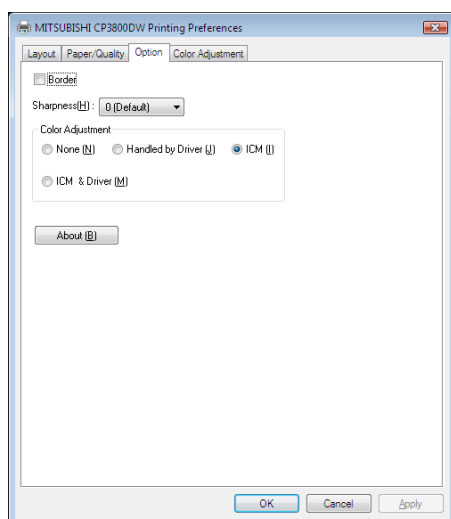 MITSUBISHI CP3800DW Printing Preferences
Layout Paper/Quality Option Color Adjustment
Border
Sharpness(H) : 0 (Default)
Color Adjustment
None (N) Handled by Driver (J) ICM (I)
ICM & Driver (M)
About (B)
OK Cancel Apply